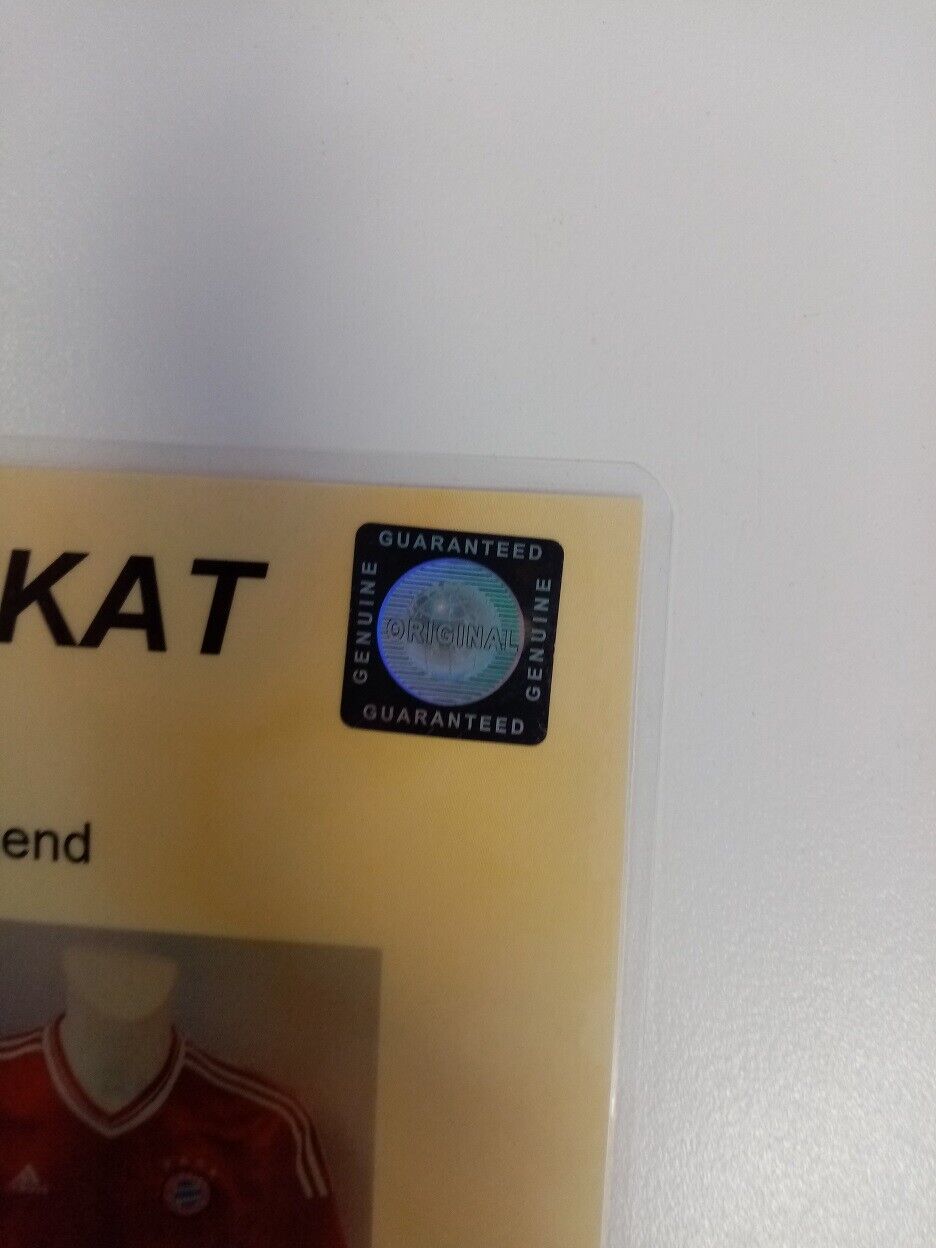 KAT
GUARANTEED
GENUINE
ORIGINAL
GENUINE
GUARANTEED
end